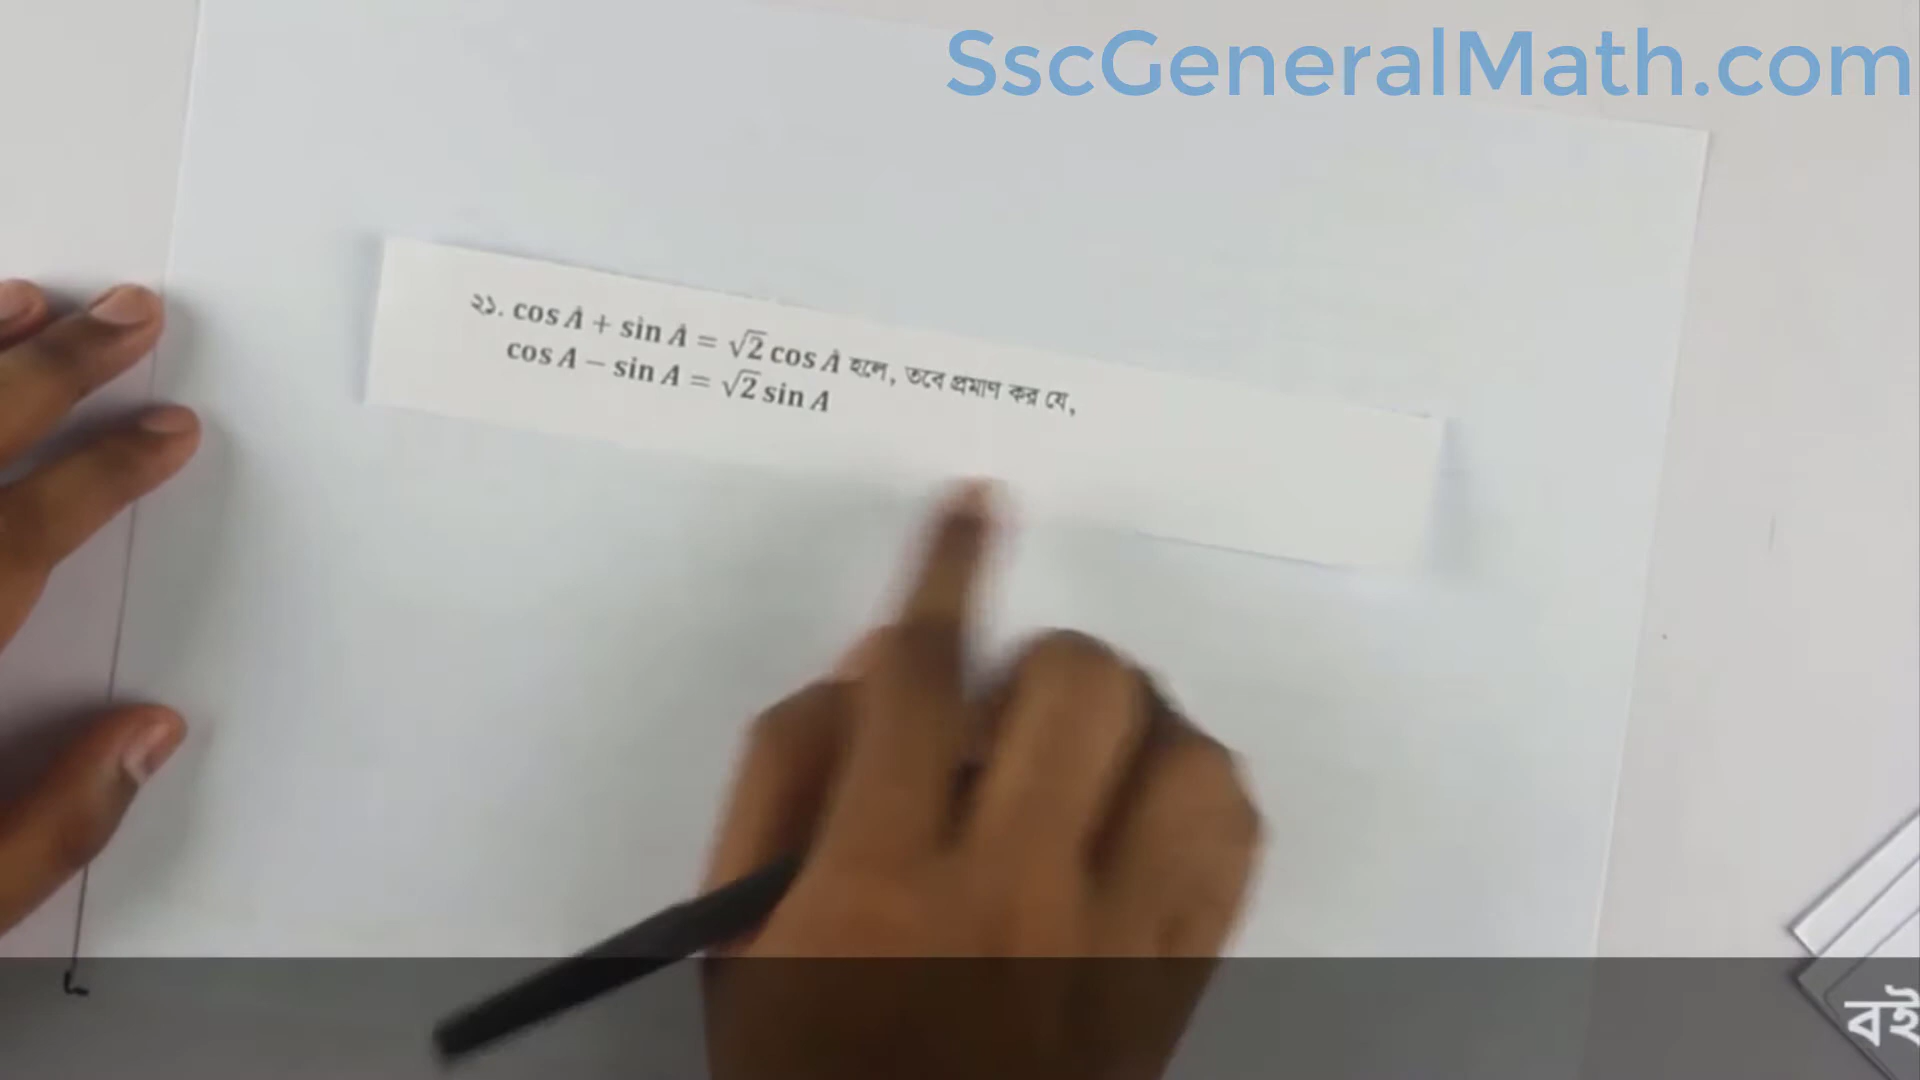 SscGeneralMath.com
২১. cos A + sin A = √2 cos A হলে, তবে প্রমাণ কর যে,
cos A − sin A = √2 sin A
বই